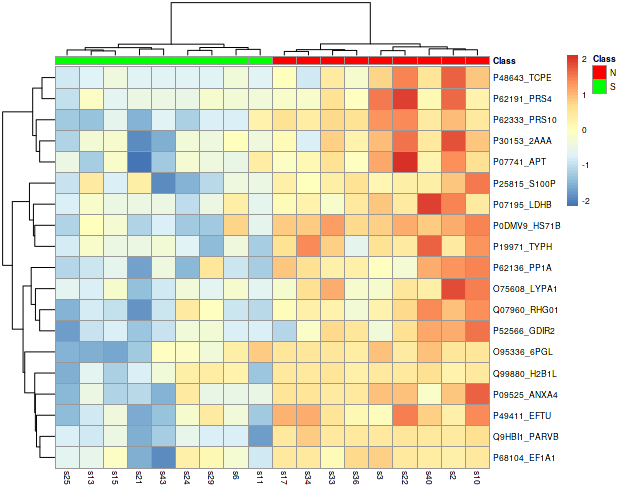 Class
Class
N
S
2
1
0
-1
-2
P48643_TCPE
P62191_PRS4
P62333_PRS10
P30153_2AAA
P07741_APT
P25815_S100P
P07195_LDHB
P0DMV9_HS71B
P19971_TYPH
P62136_PP1A
O75608_LYPA1
Q07960_RHG01
P52566_GDIR2
O95336_6PGL
Q99880_H2B1L
P09525_ANXA4
P49411_EFTU
Q9HBI1_PARVB
P68104_EF1A1
s25 s13 s15 s21 s43 s24 s29 s6 s11 s17 s34 s33 s36 s3 s22 s40 s2 s10